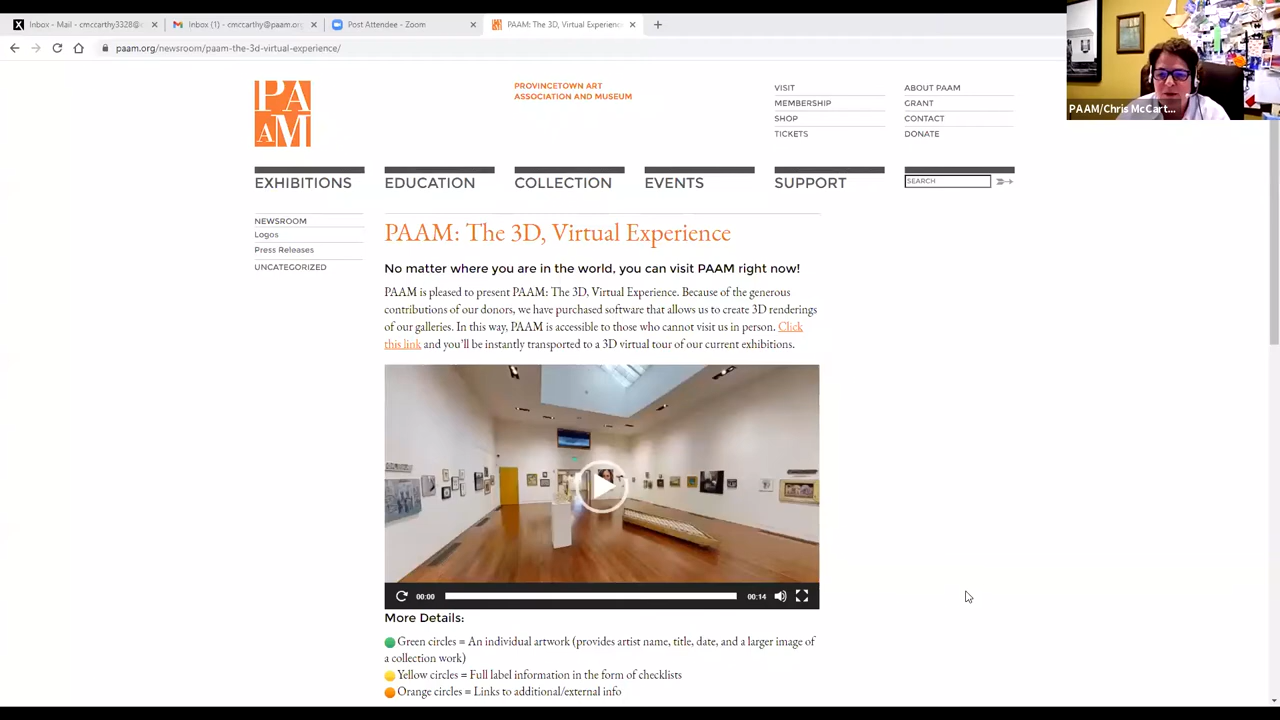 Inbox - Mail - cmccarthy3328@
Inbox (1) - cmccarthy@paam.org
Post Attendee - Zoom
PAAM: The 3D, Virtual Experience
paam.org/newsroom/paam-the-3d-virtual-experience/
PAAM/Chris McCart...
PA
AM
PROVINCETOWN ART
ASSOCIATION AND MUSEUM
VISIT
MEMBERSHIP
SHOP
TICKETS
ABOUT PAAM
GRANT
CONTACT
DONATE
EXHIBITIONS
EDUCATION
COLLECTION
EVENTS
SUPPORT
SEARCH
NEWSROOM
Logos
Press Releases
UNCATEGORIZED
PAAM: The 3D, Virtual Experience
No matter where you are in the world, you can visit PAAM right now!
PAAM is pleased to present PAAM: The 3D, Virtual Experience. Because of the generous
contributions of our donors, we have purchased software that allows us to create 3D renderings
of our galleries. In this way, PAAM is accessible to those who cannot visit us in person. Click
this link and you'll be instantly transported to a 3D virtual tour of our current exhibitions.
00:00
00:14
More Details:
Green circles = An individual artwork (provides artist name, title, date, and a larger image of
a collection work)
Yellow circles = Full label information in the form of checklists
Orange circles = Links to additional/external info